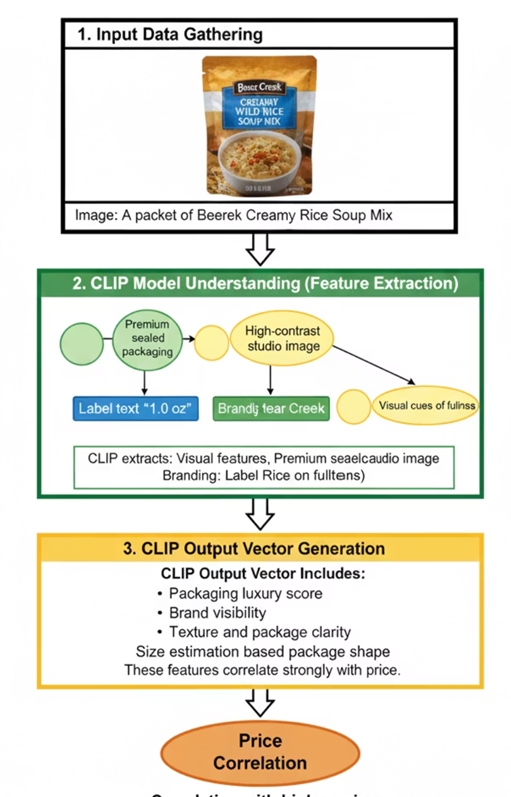 1. Input Data Gathering
CREAMY
WILD RICE
SOUP MIX
Image: A packet of Beerek Creamy Rice Soup Mix
2. CLIP Model Understanding (Feature Extraction)
Premium
sealed
packaging
High-contrast
studio image
Label text "1.0 oz"
Creek
Visual cues of fulinss
CLIP extracts: Visual features, Premium seaelcaudio image
Branding: Label Rice on
3. CLIP Output Vector Generation
CLIP Output Vector Includes:
• Packaging luxury score
• Brand visibility
• Texture and package clarity
Size estimation based package shape
These features correlate strongly with price.
Price
Correlation